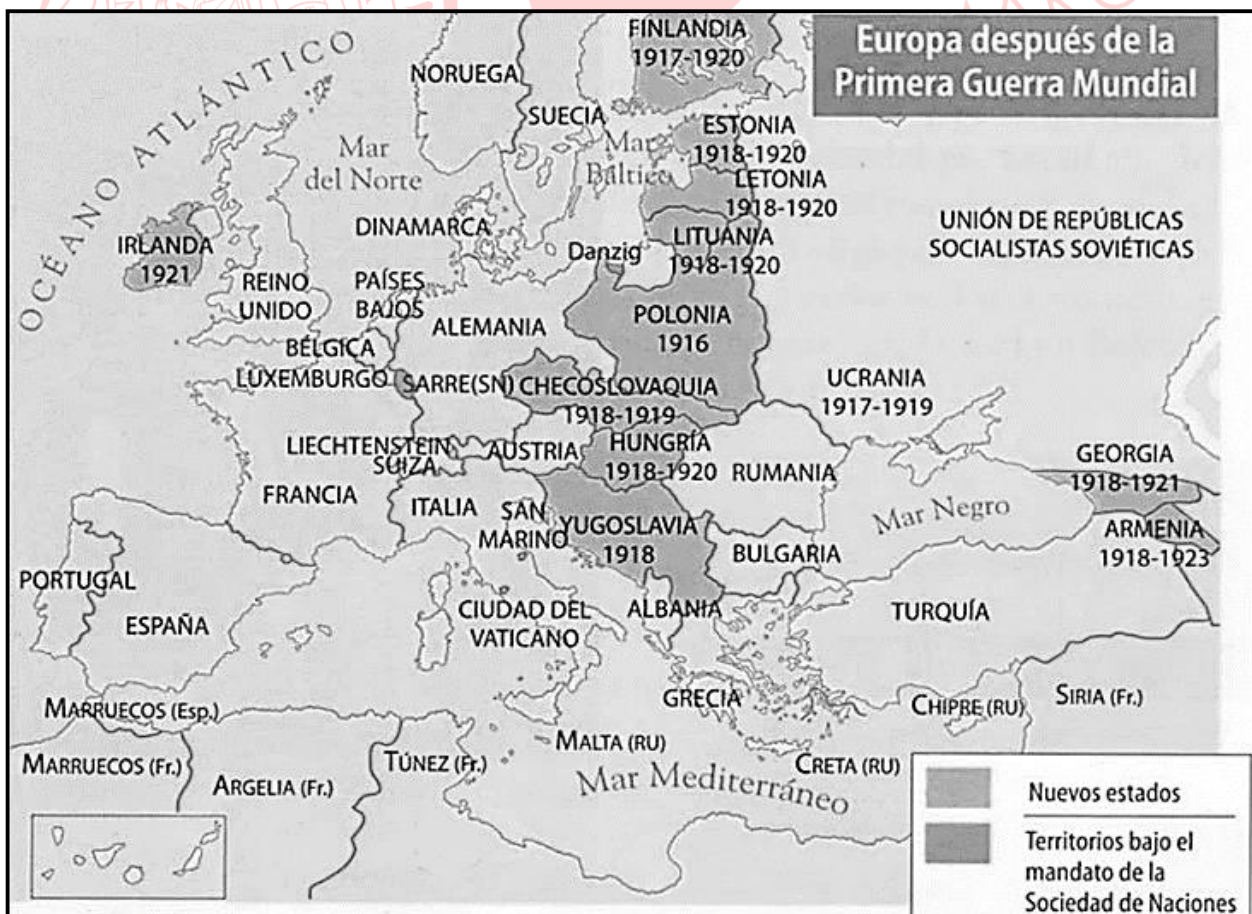 Europa después de la
Primera Guerra Mundial
OCÉANO ATLÁNTICO
FINLANDIA
1917-1920
NORUEGA
SUECIA
Mar
del Norte
Mar
Báltico
ESTONIA
1918-1920
LETONIA
1918-1920
LITUANIA
1918-1920
UNIÓN DE REPÚBLICAS
SOCIALISTAS SOVIÉTICAS
IRLANDA
1921
DINAMARCA
Danzig
REINO
UNIDO
PAÍSES
BAJOS
ALEMANIA
POLONIA
1916
BÉLGICA
LUXEMBURGO
SARRE(SN)
CHECOSLOVAQUIA
1918-1919
UCRANIA
1917-1919
LIECHTENSTEIN
SUIZA
AUSTRIA
HUNGRÍA
1918-1920
RUMANIA
GEORGIA
1918-1921
FRANCIA
ITALIA
SAN
MARINO
YUGOSLAVIA
1918
BULGARIA
Mar Negro
ARMENIA
1918-1923
PORTUGAL
ESPAÑA
CIUDAD DEL
VATICANO
ALBANIA
TURQUÍA
GRECIA
MARRUECOS (Esp.)
MARRUECOS (Fr.)
ARGELIA (Fr.)
TÚNEZ (Fr.)
MALTA (RU)
CRETA (RU)
CHIPRE (RU)
SIRIA (Fr.)
Mar Mediterráneo
Nuevos estados
Territorios bajo el
mandato de la
Sociedad de Naciones